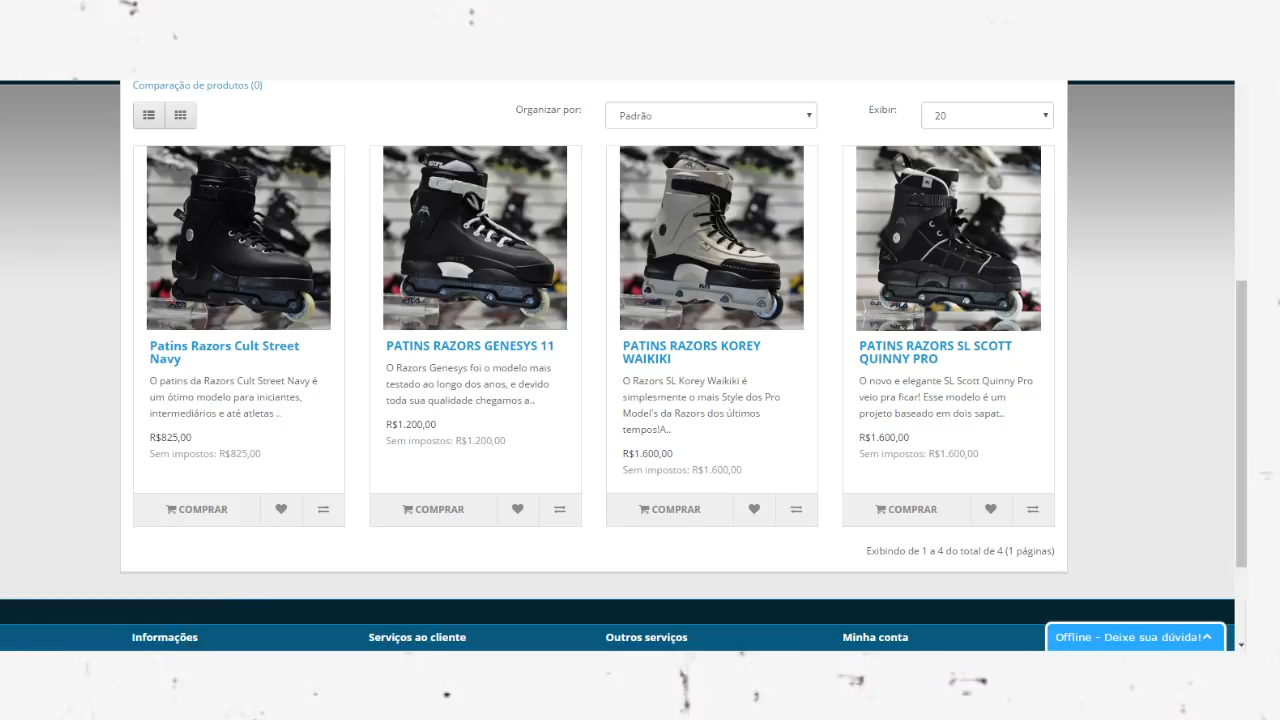 Comparação de produtos (0)
Organizar por:
Padrão
Exibir:
20
Patins Razors Cult Street
Navy
O patins da Razors Cult Street Navy é
um ótimo modelo para iniciantes,
intermediários e até atletas ..
R$825,00
Sem impostos: R$825,00
COMPRAR
PATINS RAZORS GENESYS 11
O Razors Genesys foi o modelo mais
testado ao longo dos anos, e devido
toda sua qualidade chegamos a..
R$1.200,00
Sem impostos: R$1.200,00
COMPRAR
PATINS RAZORS KOREY
WAIKIKI
O Razors SL Korey Waikiki é
simplesmente o mais Style dos Pro
Model's da Razors dos últimos
tempos!A..
R$1.600,00
Sem impostos: R$1.600,00
COMPRAR
PATINS RAZORS SL SCOTT
QUINNY PRO
O novo e elegante SL Scott Quinny Pro
veio pra ficar! Esse modelo é um
projeto baseado em dois sapat..
R$1.600,00
Sem impostos: R$1.600,00
COMPRAR
Exibindo de 1 a 4 do total de 4 (1 páginas)
Informações
Serviços ao cliente
Outros serviços
Minha conta
Offline - Deixe sua dúvida!